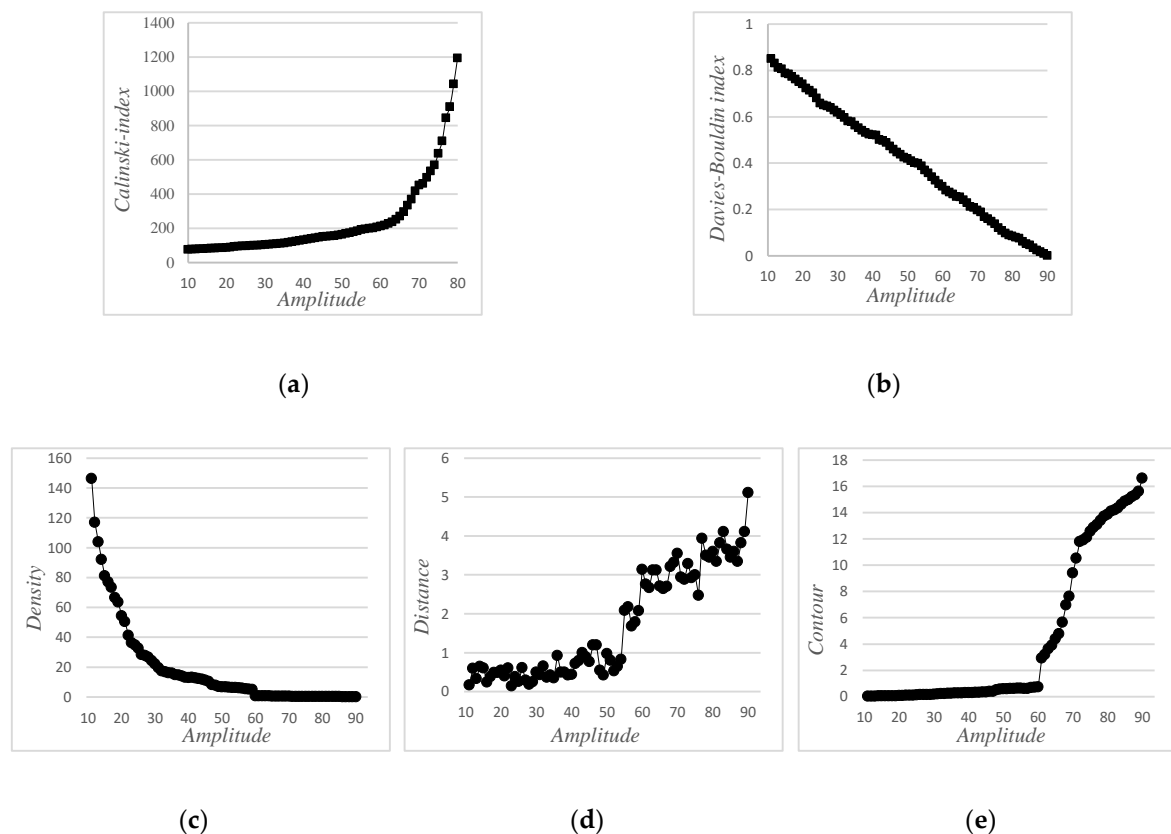 Calinski-index
1400
1200
1000
800
600
400
200
0
10 20 30 40 50 60 70 80
Amplitude
(a)
Davies-Bouldin index
1
0.8
0.6
0.4
0.2
0
10 20 30 40 50 60 70 80 90
Amplitude
(b)
Density
160
140
120
100
80
60
40
20
0
10 20 30 40 50 60 70 80 90
Amplitude
(c)
Distance
6
5
4
3
2
1
0
10 20 30 40 50 60 70 80 90
Amplitude
(d)
Contour
18
16
14
12
10
8
6
4
2
0
10 20 30 40 50 60 70 80 90
Amplitude
(e)